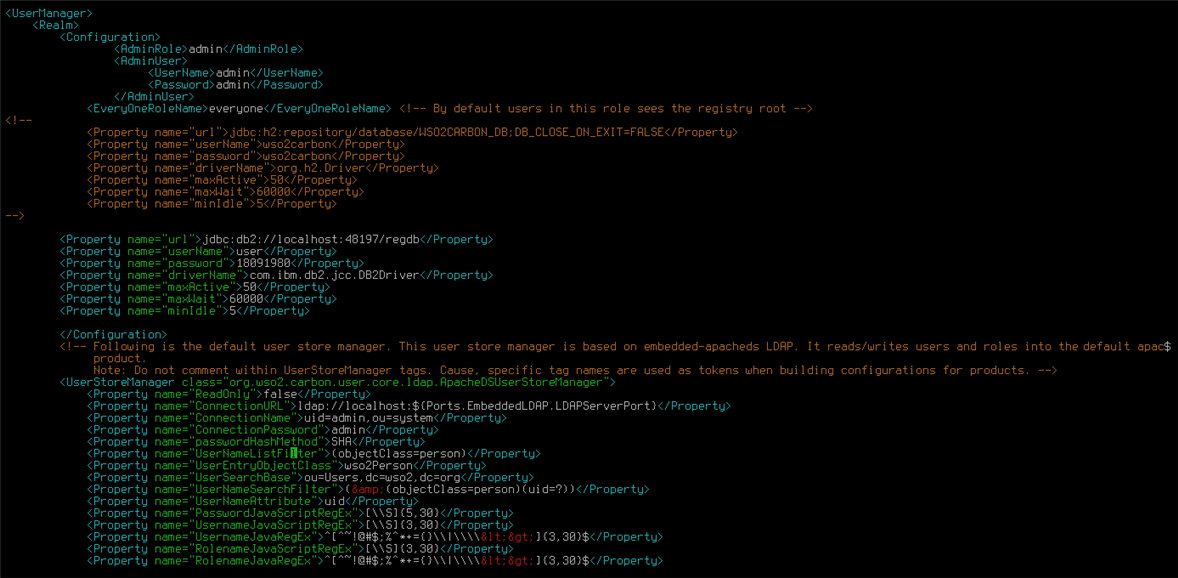 <UserManager>
<Realm>
<Configuration>
<AdminRole>admin</AdminRole>
<AdminUser>
<UserName>admin</UserName>
<Password>admin</Password>
</AdminUser>
<EveryOneRoleName>everyone</EveryOneRoleName> <!-- By default users in this role sees the registry root -->
<!--
<Property name="url">jdbc:h2:repository/database/WSO2CARBON_DB;DB_CLOSE_ON_EXIT=FALSE</Property>
<Property name="userName">wso2carbon</Property>
<Property name="password">wso2carbon</Property>
<Property name="driverName">org.h2.Driver</Property>
<Property name="maxActive">50</Property>
<Property name="maxWait">60000</Property>
<Property name="minIdle">5</Property>
-->
<Property name="url">jdbc:db2://localhost:48197/regdb</Property>
<Property name="userName">user</Property>
<Property name="password">18091980</Property>
<Property name="driverName">com.ibm.db2.jcc.DB2Driver</Property>
<Property name="maxActive">50</Property>
<Property name="maxWait">60000</Property>
<Property name="minIdle">5</Property>
</Configuration>
<!-- Following is the default user store manager. This user store manager is based on embedded-apacheds LDAP. It reads/writes users and roles into the default apac$
product.
Note: Do not comment within UserStoreManager tags. Cause, specific tag names are used as tokens when building configurations for products. -->
<UserStoreManager class="org.wso2.carbon.user.core.ldap.ApacheDSUserStoreManager">
<Property name="ReadOnly">false</Property>
<Property name="ConnectionURL">ldap://localhost:${Ports.EmbeddedLDAP.LDAPServerPort}</Property>
<Property name="ConnectionName">uid=admin,ou=system</Property>
<Property name="ConnectionPassword">admin</Property>
<Property name="passwordHashMethod">SHA</Property>
<Property name="UserNameListFilter">(objectClass=person)</Property>
<Property name="UserEntryObjectClass">wso2Person</Property>
<Property name="UserSearchBase">ou=Users,dc=wso2,dc=org</Property>
<Property name="UserNameSearchFilter">(&amp;(objectClass=person)(uid=?))</Property>
<Property name="UserNameAttribute">uid</Property>
<Property name="PasswordJavaScriptRegEx">[\\S]{5,30}</Property>
<Property name="UsernameJavaScriptRegEx">[\\S]{3,30}</Property>
<Property name="UsernameJavaRegEx">^[^~!@#$;%^*+={}\\|\\\\&lt;&gt;]{3,30}$</Property>
<Property name="RolenameJavaScriptRegEx">[\\S]{3,30}</Property>
<Property name="RolenameJavaRegEx">^[^~!@#$;%^*+={}\\|\\\\&lt;&gt;]{3,30}$</Property>